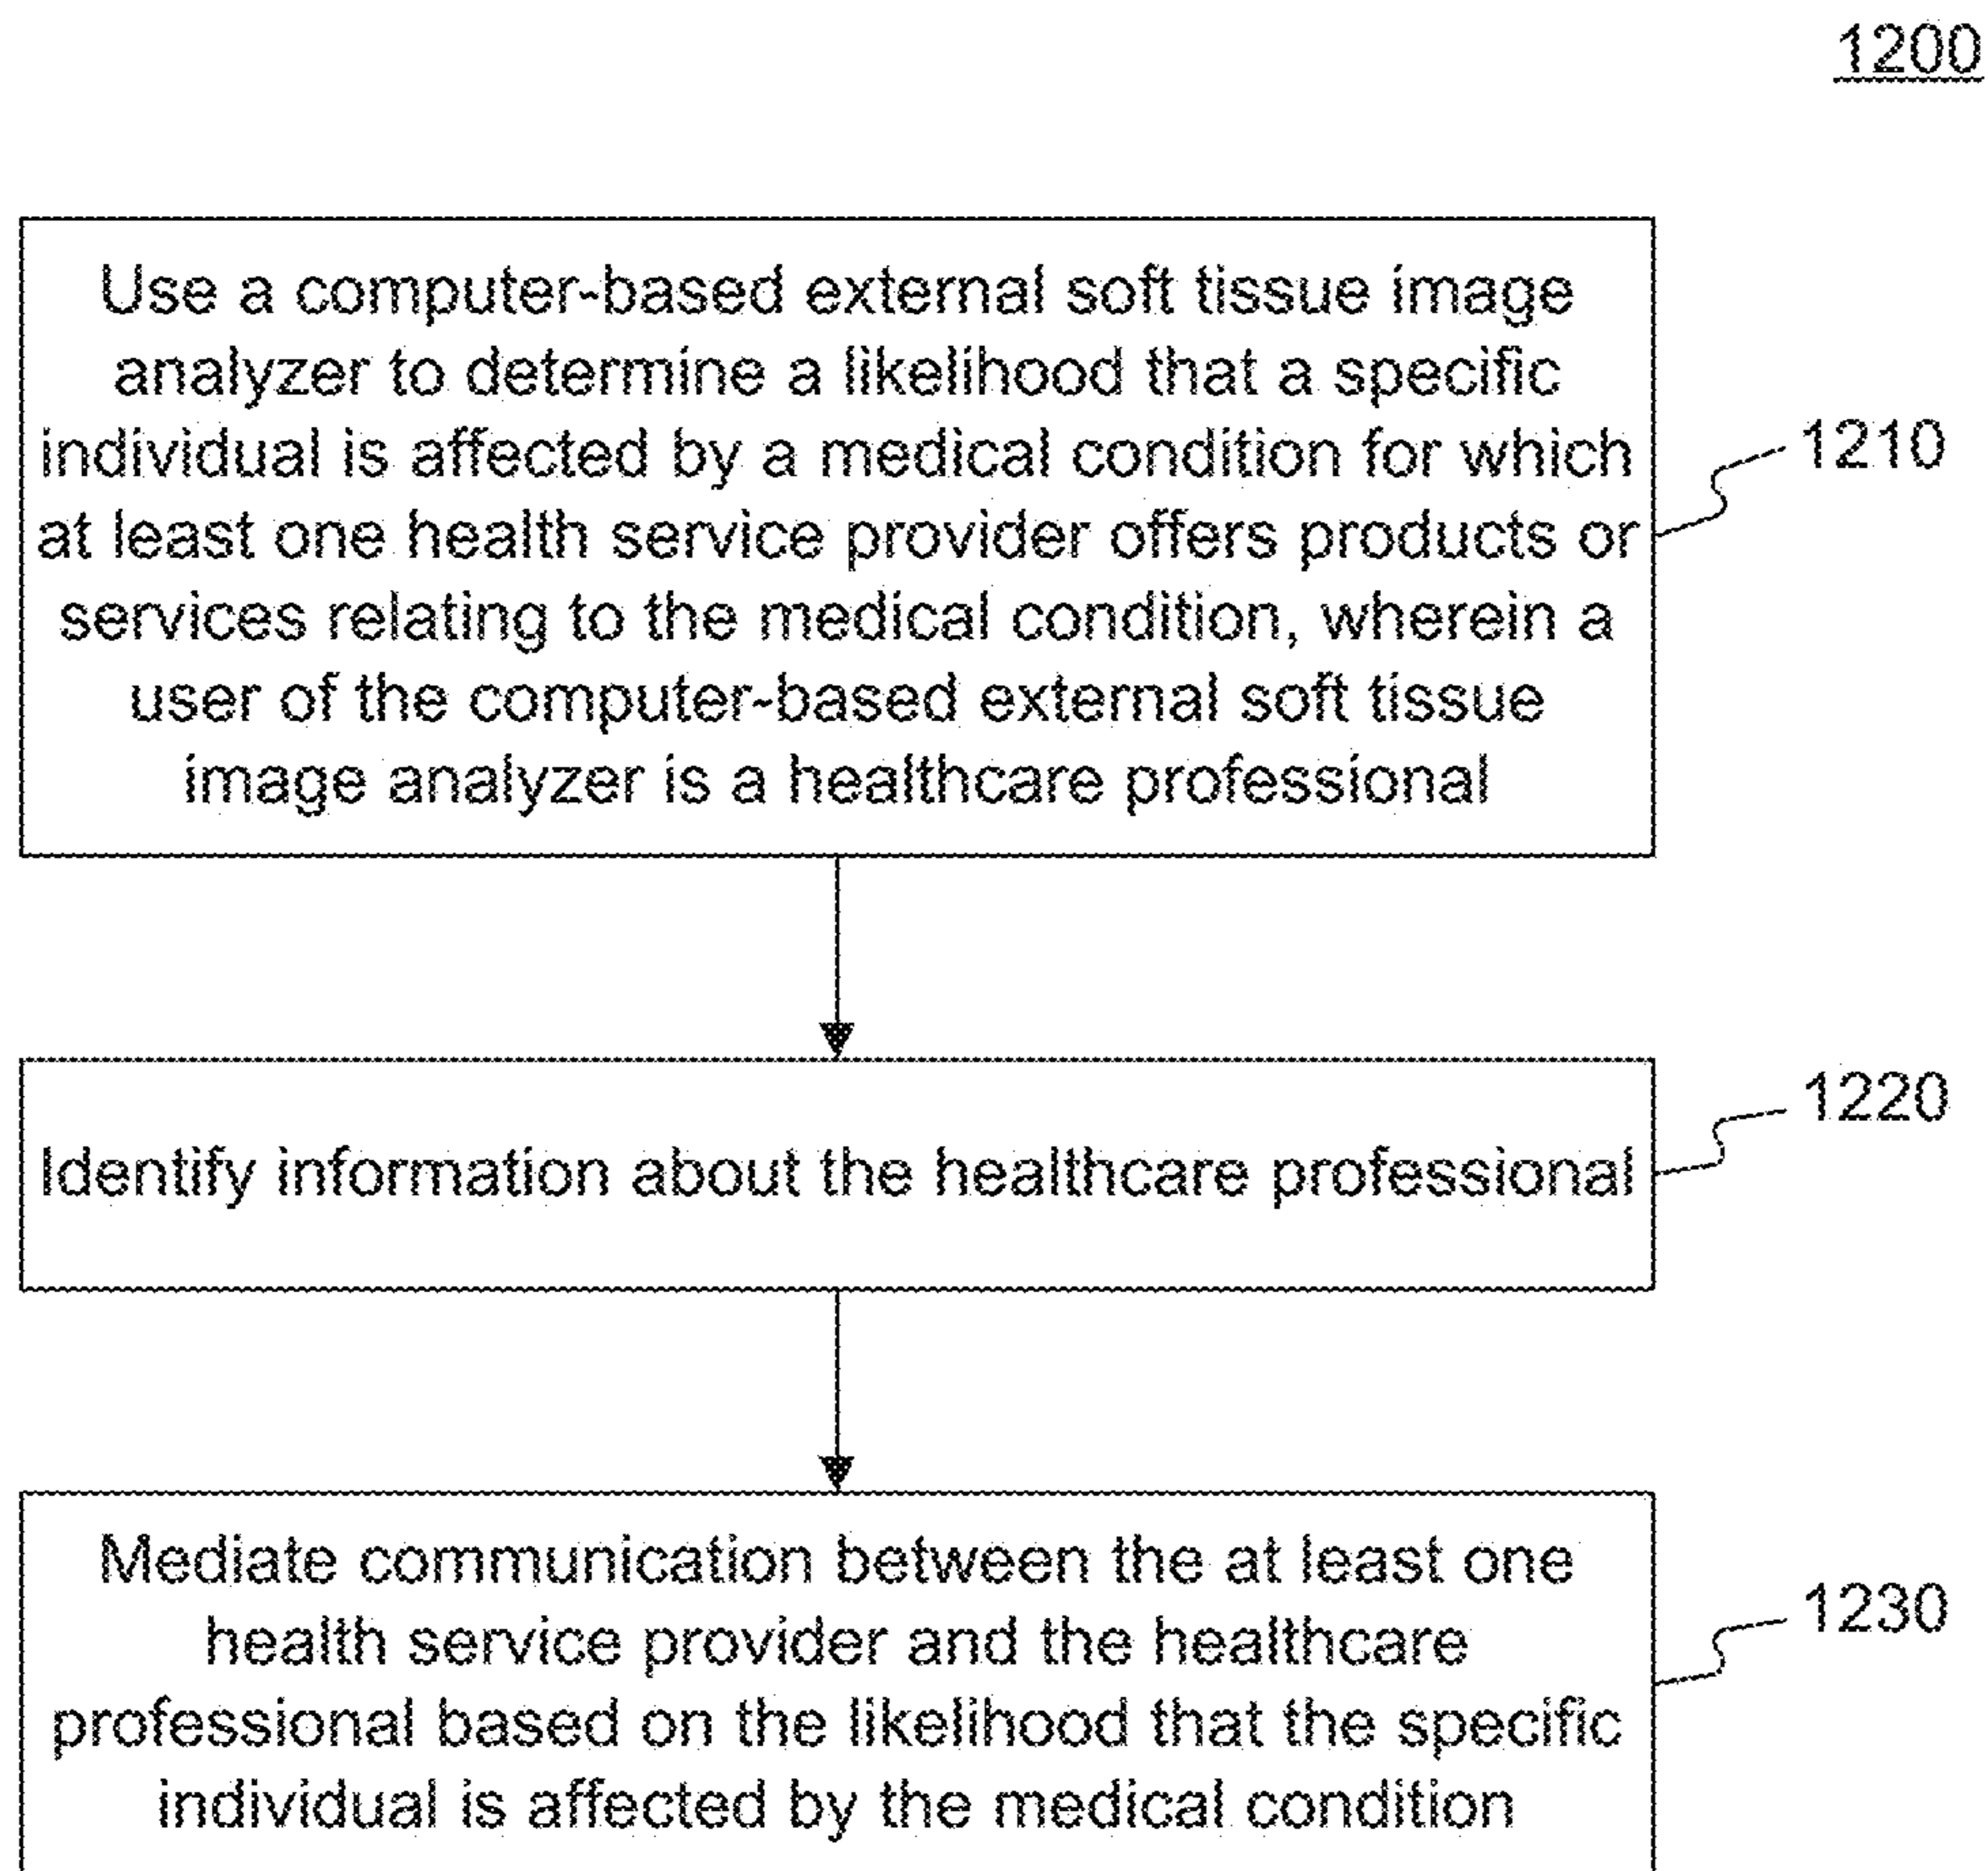 1200
Use a computer-based external soft tissue image
analyzer to determine a likelihood that a specific
individual is affected by a medical condition for which
at least one health service provider offers products or
services relating to the medical condition, wherein a
user of the computer-based external soft tissue
image analyzer is a healthcare professional
1210
Identify information about the healthcare professional
1220
Mediate communication between the at least one
health service provider and the healthcare
professional based on the likelihood that the specific
individual is affected by the medical condition
1230